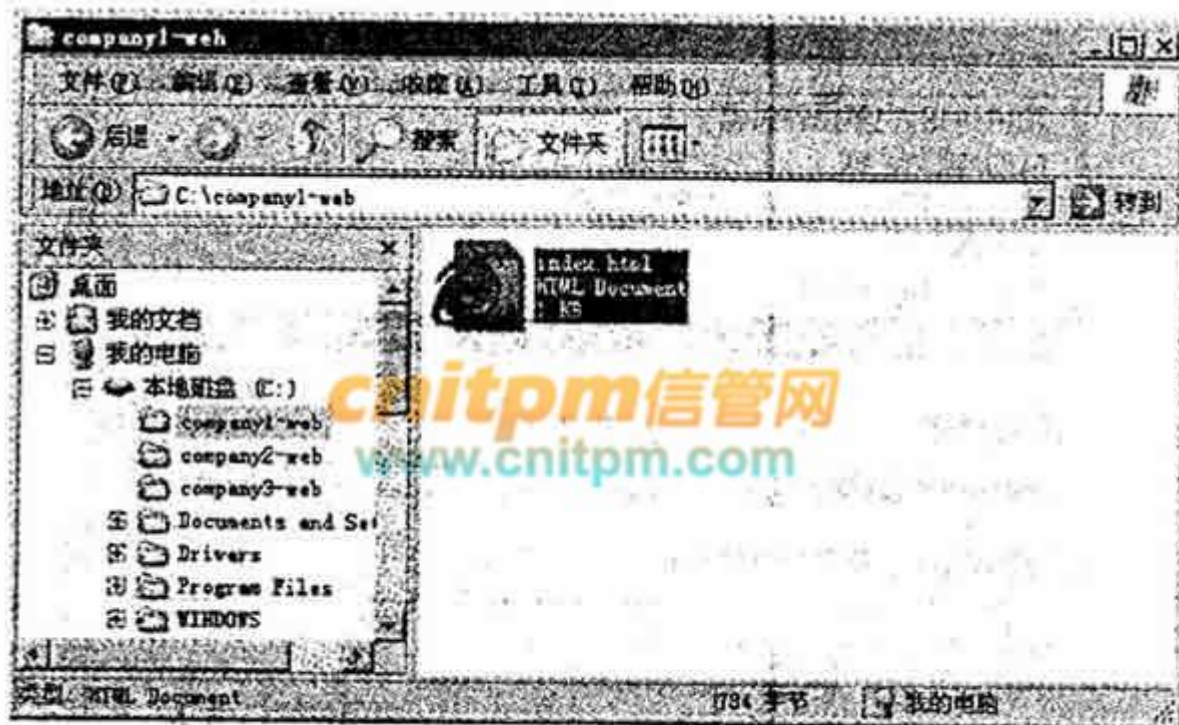 company1-web
文件(F) 编辑(E) 查看(V) 收藏(A) 工具(T) 帮助(H)
后退 搜索 文件夹
地址(D) C:\company1-web 转到
文件夹
桌面
我的文档
我的电脑
本地磁盘 (C:)
company1-web
company2-web
company3-web
Documents and Set
Drivers
Program Files
WINDOWS
index.html
HTML Document
KB
cnitpm信管网
www.cnitpm.com
类型: HTML Document 784 字节 我的电脑